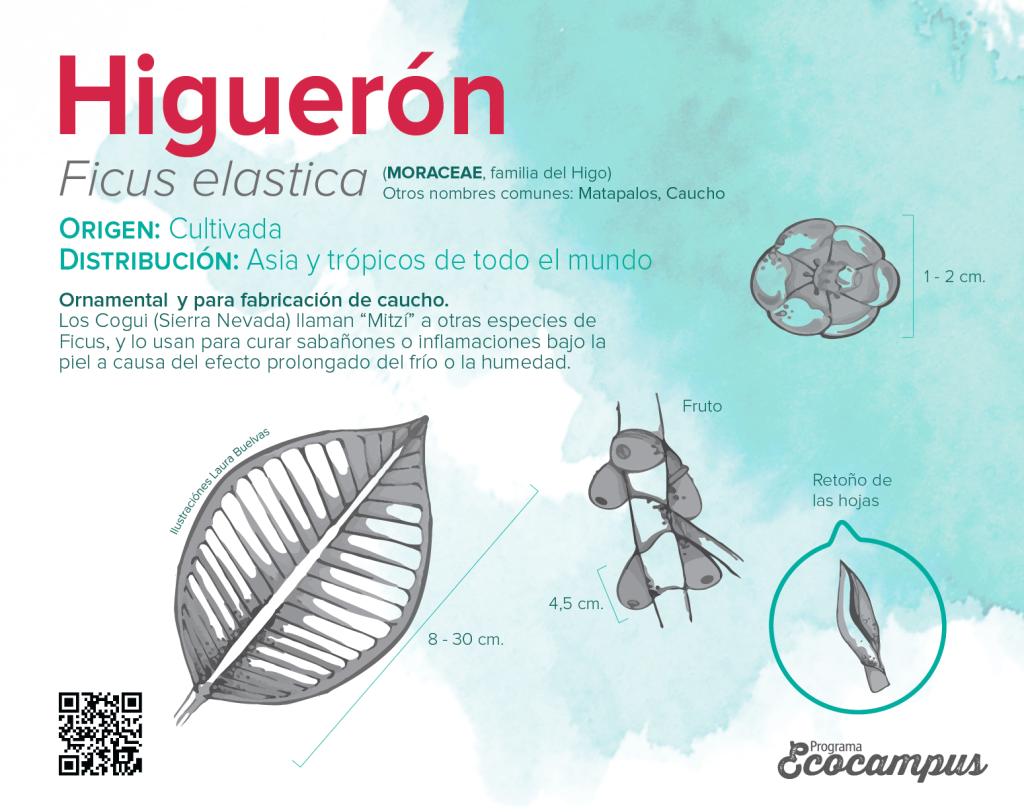 Higuerón
Ficus elastica
(MORACEAE, familia del Higo)
Otros nombres comunes: Matapalos, Caucho
ORIGEN: Cultivada
DISTRIBUCIÓN: Asia y trópicos de todo el mundo
Ornamental y para fabricación de caucho.
Los Cogui (Sierra Nevada) llaman “Mitzí” a otras especies de
Ficus, y lo usan para curar sabañones o inflamaciones bajo la
piel a causa del efecto prolongado del frío o la humedad.
1 - 2 cm.
Fruto
Ilustraciónes Laura Buelvas
Retoño de
las hojas
4,5 cm.
8 - 30 cm.
Programa
Ecocampus